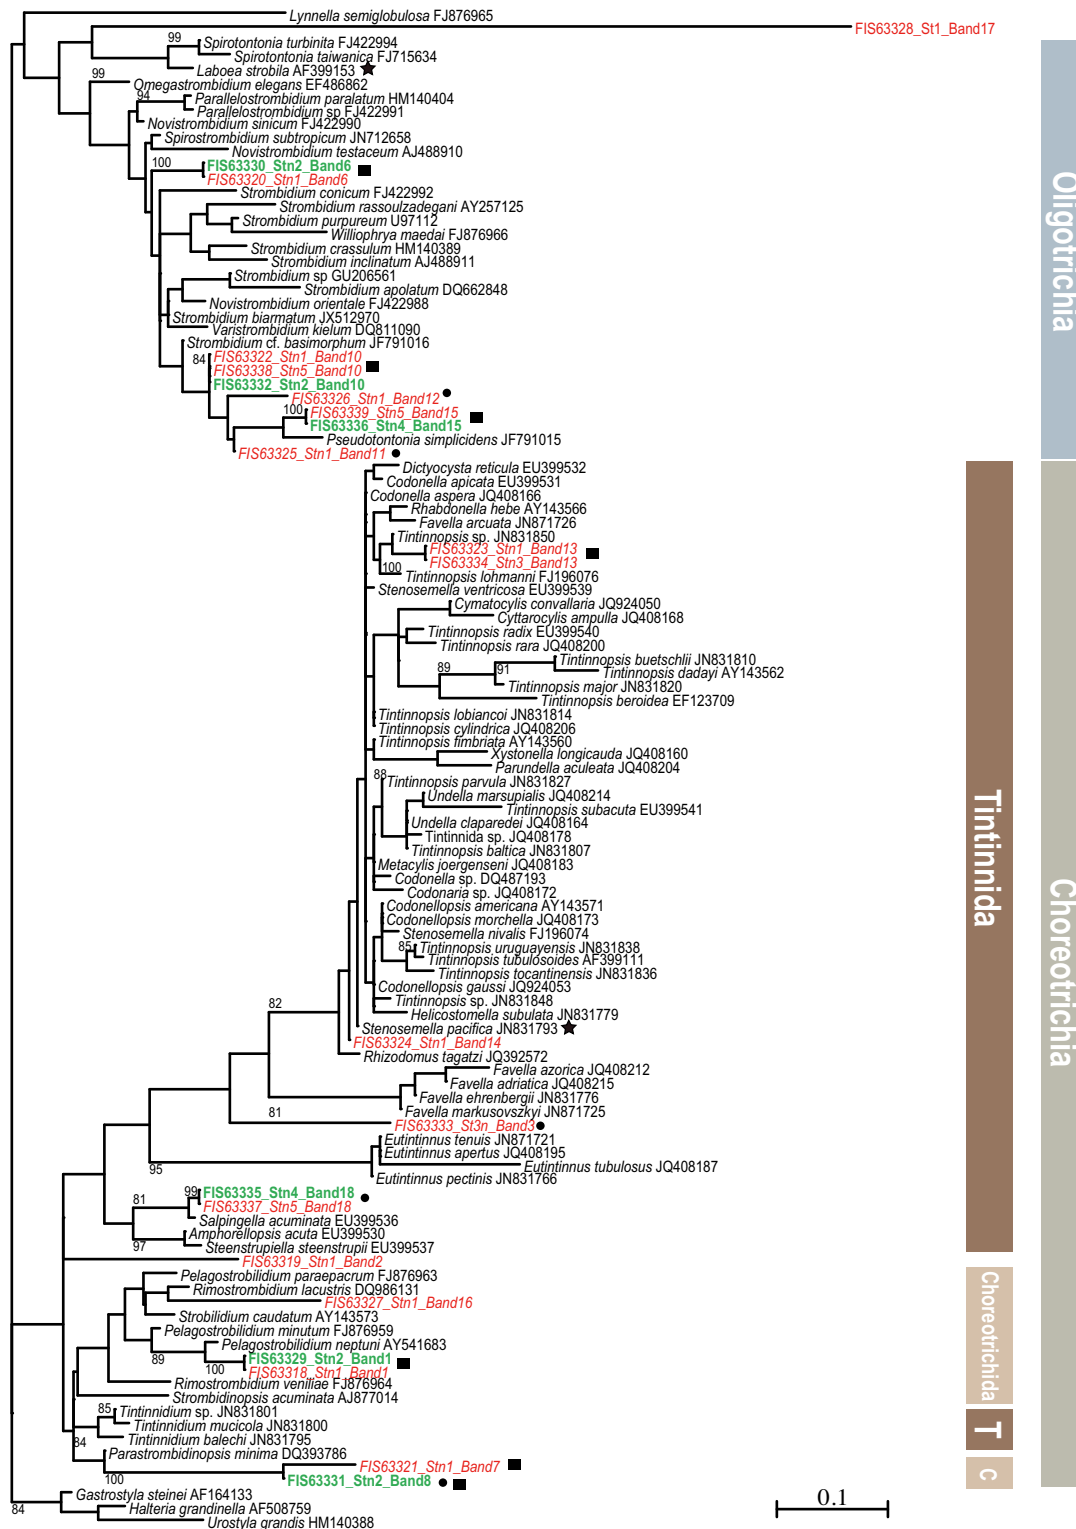 Lynnella semiglobulosa FJ876965
FIS63328_St1_Band17
99
Spirotontonia turbinita FJ422994
Spirotontonia taiwanica FJ715634
Laboea strobila AF399153
99
Omegastrombidium elegans EF486862
94
Parallelostrombidium paralatum HM140404
Parallelostrombidium sp FJ422991
Novistrombidium sinicum FJ422990
Spirostrombidium subtropicum JN712658
Novistrombidium testaceum AJ488910
100
FIS63330_Stn2_Band6
FIS63320_Stn1_Band6
Strombidium conicum FJ422992
Strombidium rassoulzadegani AY257125
Strombidium purpureum U97112
Williophrya maedai FJ876966
Strombidium crassulum HM140389
Strombidium inclinatum AJ488911
Strombidium sp GU206561
Strombidium apolatum DQ662848
Novistrombidium orientale FJ422988
Strombidium biarmatum JX512970
Varistrombidium kielum DQ811090
Strombidium cf. basimorphum JF791016
84
FIS63322_Stn1_Band10
FIS63338_Stn5_Band10
FIS63332_Stn2_Band10
FIS63326_Stn1_Band12
100
FIS63339_Stn5_Band15
FIS63336_Stn4_Band15
Pseudotontonia simplicidens JF791015
FIS63325_Stn1_Band11
Oligotrichia
Dictyocysta reticula EU399532
Codonella apicata EU399531
Codonella aspera JQ408166
Rhabdonella hebe AY143566
Favella arcuata JN871726
Tintinnopsis sp. JN831850
FIS63323_Stn1_Band13
FIS63334_Stn3_Band13
100
Tintinnopsis lohmanni FJ196076
Stenosemella ventricosa EU399539
Cymatocylis convallaria JQ924050
Cyttarocylis ampulla JQ408168
Tintinnopsis radix EU399540
Tintinnopsis rara JQ408200
89
91
Tintinnopsis buetschlii JN831810
Tintinnopsis dadayi AY143562
Tintinnopsis major JN831820
Tintinnopsis beroidea EF123709
Tintinnopsis lobiancoi JN831814
Tintinnopsis cylindrica JQ408206
Tintinnopsis fimbriata AY143560
Xystonella longicauda JQ408160
Parundella aculeata JQ408204
88
Tintinnopsis parvula JN831827
Undella marsupialis JQ408214
Tintinnopsis subacuta EU399541
Undella claparedei JQ408164
Tintinnida sp. JQ408178
Tintinnopsis baltica JN831807
Metacylis joergenseni JQ408183
Codonella sp. DQ487193
Codonaria sp. JQ408172
Codonellopsis americana AY143571
Codonellopsis morchella JQ408173
Stenosemella nivalis FJ196074
85
Tintinnopsis uruguayensis JN831838
Tintinnopsis tubulosoides AF399111
Tintinnopsis tocantinensis JN831836
Codonellopsis gaussi JQ924053
Tintinnopsis sp. JN831848
Helicostomella subulata JN831779
Stenosemella pacifica JN831793
82
FIS63324_Stn1_Band14
Rhizodomus tagatzi JQ392572
Favella azorica JQ408212
Favella adriatica JQ408215
Favella ehrenbergii JN831776
Favella markusovszkyi JN871725
81
FIS63333_St3n_Band3
Eutintinnus tenuis JN871721
Eutintinnus apertus JQ408195
Eutintinnus tubulosus JQ408187
95
Eutintinnus pectinis JN831766
99
FIS63335_Stn4_Band18
81
FIS63337_Stn5_Band18
Salpingella acuminata EU399536
Amphorellopsis acuta EU399530
97
Steenstrupiella steenstrupii EU399537
Tintinnida
Choreotrichia
FIS63319_Stn1_Band2
Pelagostrobilidium paraepacrum FJ876963
Rimostrombidium lacustris DQ986131
FIS63327_Stn1_Band16
Strobilidium caudatum AY143573
Pelagostrobilidium minutum FJ876959
Pelagostrobilidium neptuni AY541683
89
FIS63329_Stn2_Band1
100
FIS63318_Stn1_Band1
Rimostrombidium veniliae FJ876964
Strombidinopsis acuminata AJ877014
Choreotrichida
85
Tintinnidium sp. JN831801
Tintinnidium mucicola JN831800
84
Tintinnidium balechi JN831795
T
Parastrombidinopsis minima DQ393786
FIS63321_Stn1_Band7
100
FIS63331_Stn2_Band8
C
Gastrostyla steinei AF164133
84
Halteria grandinella AF508759
Urostyla grandis HM140388
0.1